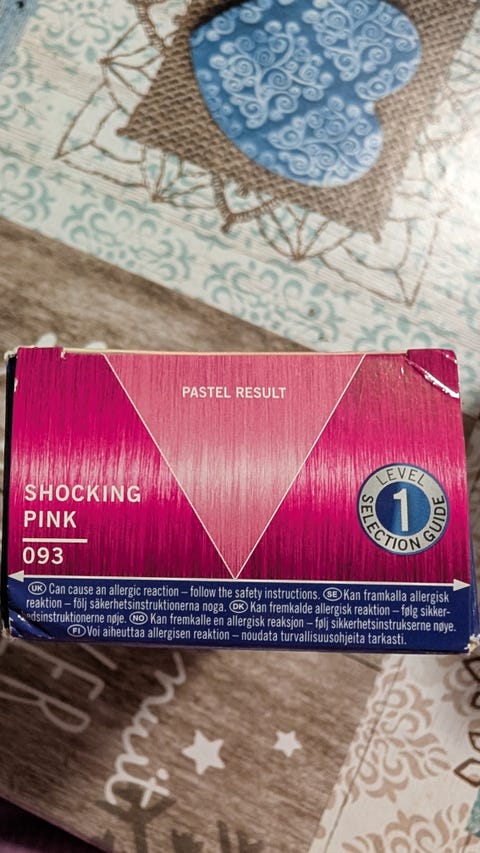 PASTEL RESULT
SHOCKING
PINK
093
LEVEL
1
SELECTION GUIDE
UK Can cause an allergic reaction – follow the safety instructions. SE Kan framkalla allergisk
reaktion – följ säkerhetsinstruktionerna noga. DK Kan fremkalde allergisk reaktion – følg sikker-
hedsinstruktionerne nøje. NO Kan fremkalle en allergisk reaksjon – følj sikkerhetsinstrukserne nøye.
FI Voi aiheuttaa allergisen reaktion – noudata turvallisuusohjeita tarkasti.